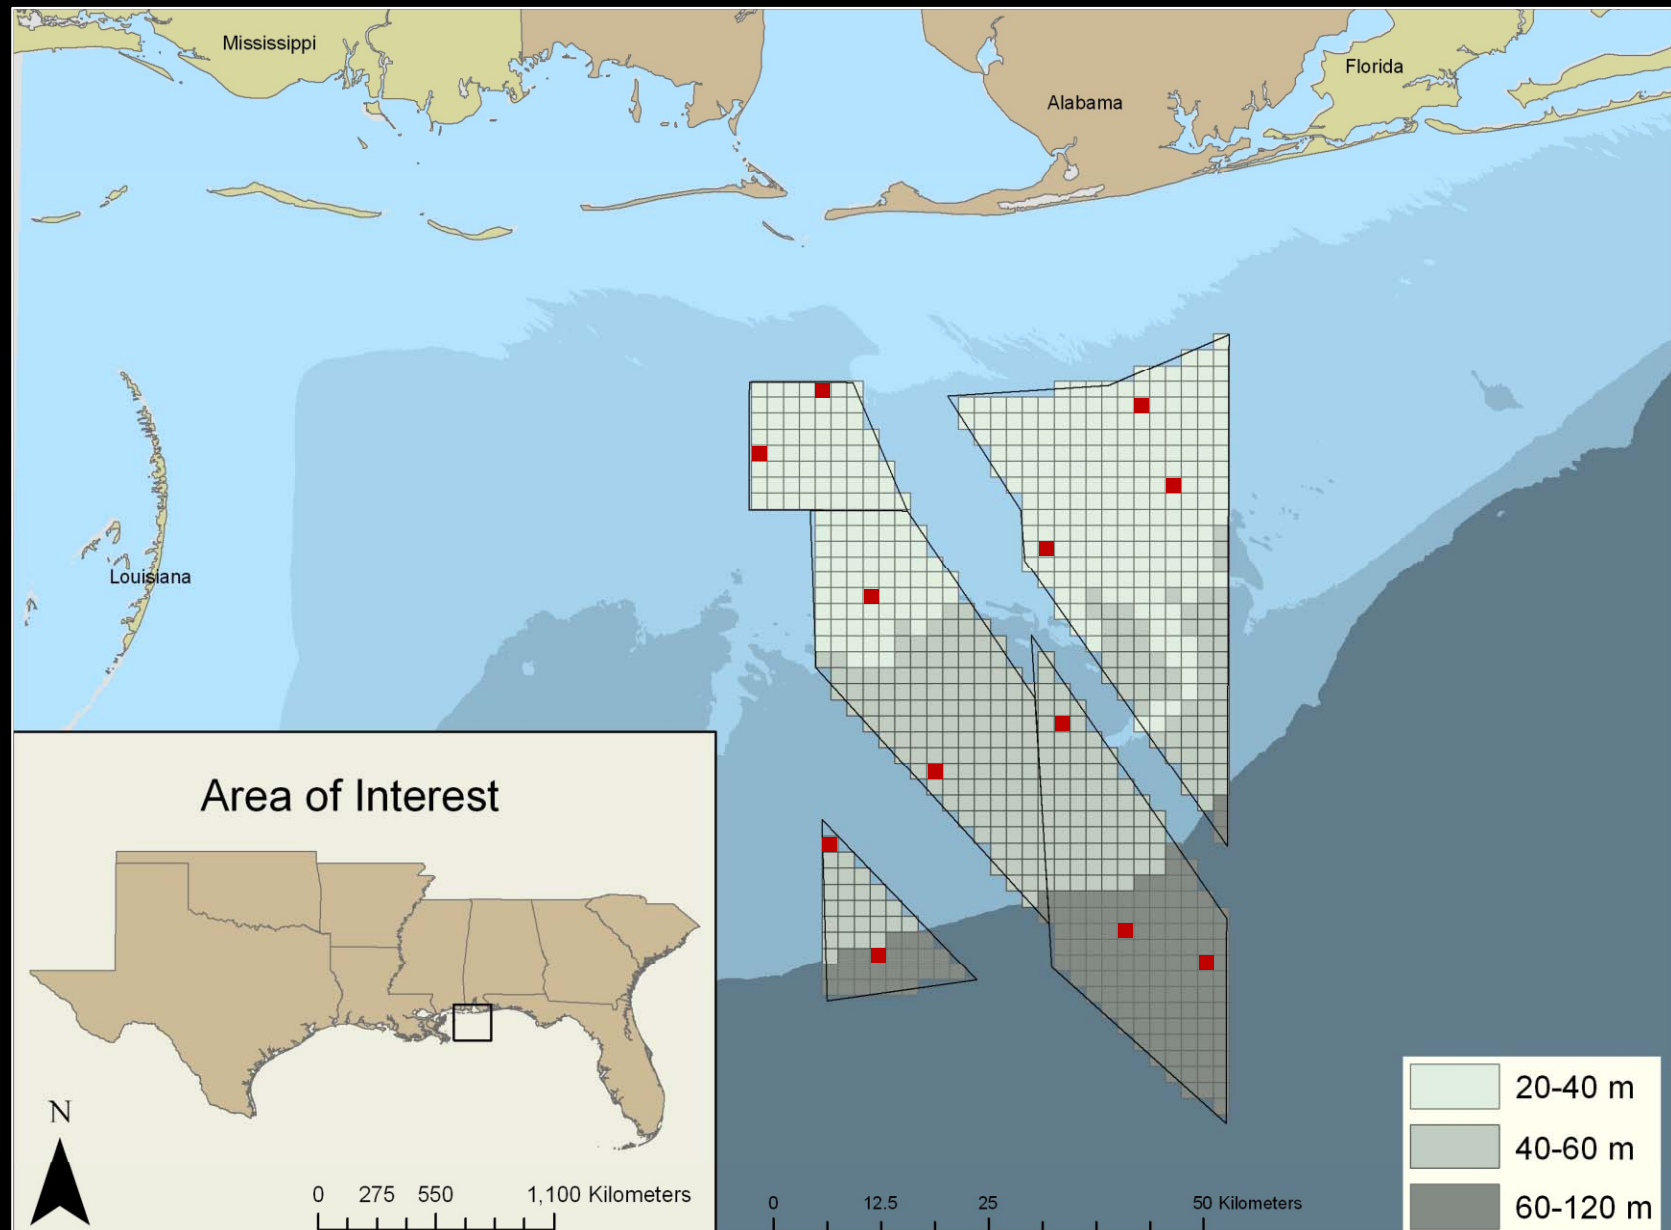 Mississippi
Florida
Alabama
Louisiana
Area of Interest
N
0 275 550 1,100 Kilometers
0 12.5 25 50 Kilometers
20-40 m
40-60 m
60-120 m